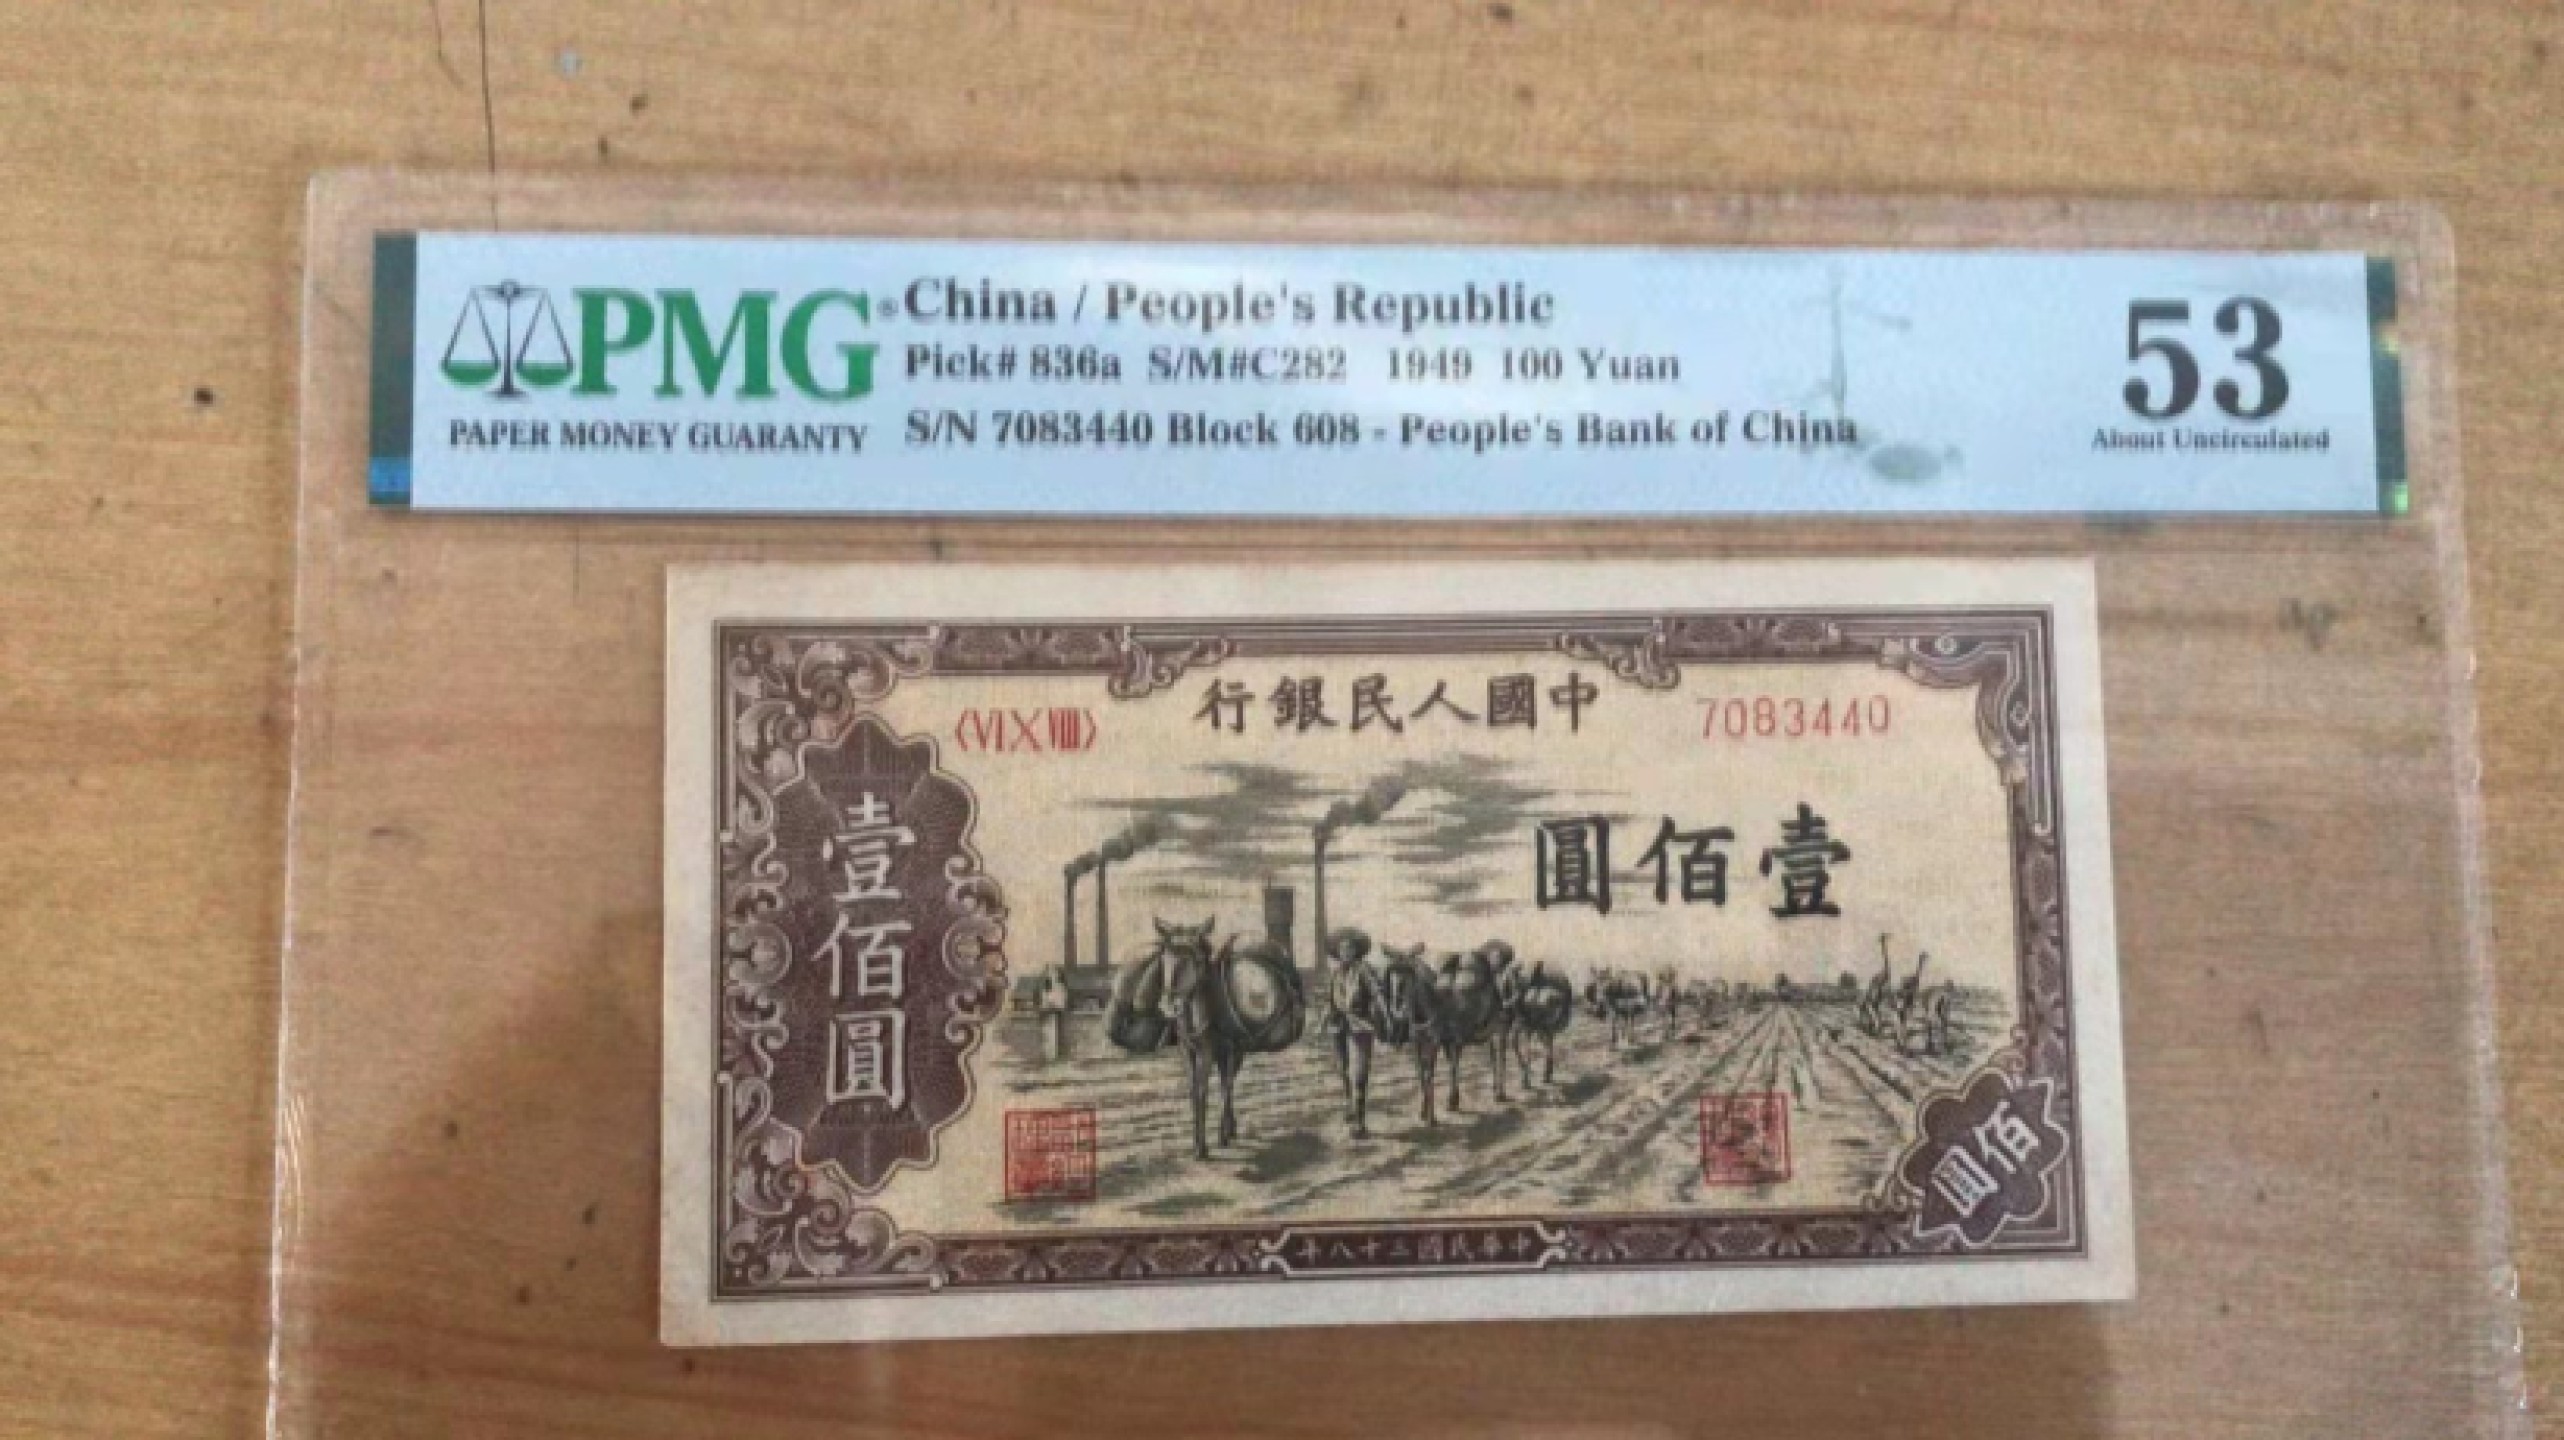 PMG
PAPER MONEY GUARANTY
China / People's Republic
Pick# 836a S/M#C282 1949 100 Yuan
S/N 7083440 Block 608 - People's Bank of China
53
About Uncirculated
行銀民人國中
〈VIXVIII〉
7083440
圓佰壹
壹佰圓
佰圓
年八十三國民華中